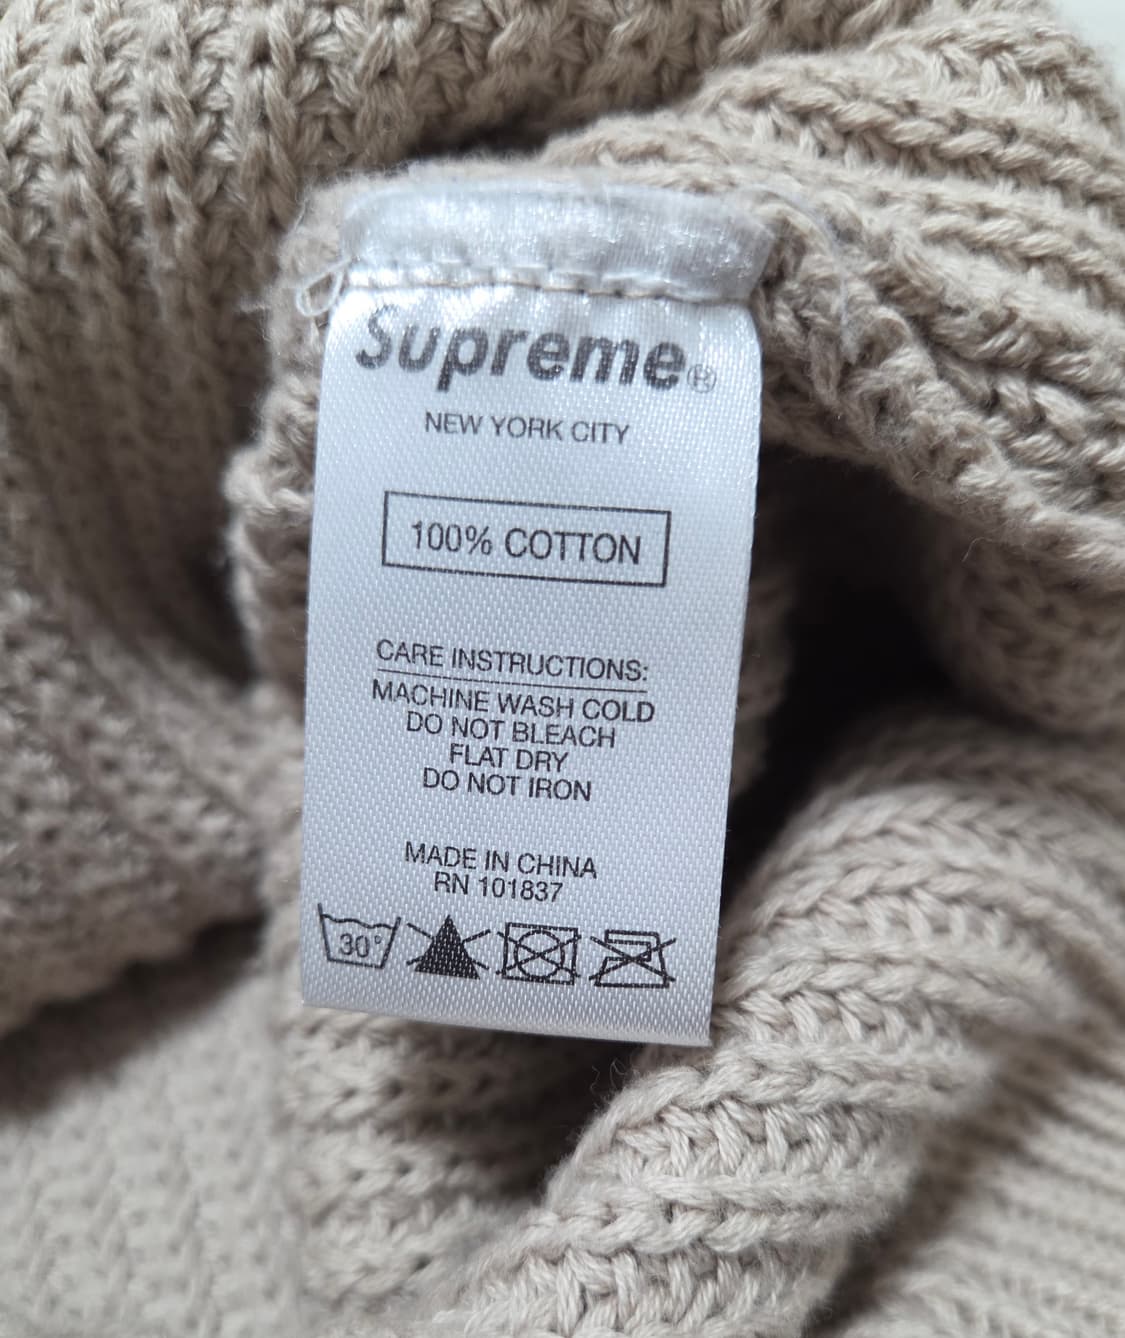 Supreme®
NEW YORK CITY
100% COTTON
CARE INSTRUCTIONS:
MACHINE WASH COLD
DO NOT BLEACH
FLAT DRY
DO NOT IRON
MADE IN CHINA
RN 101837
30°